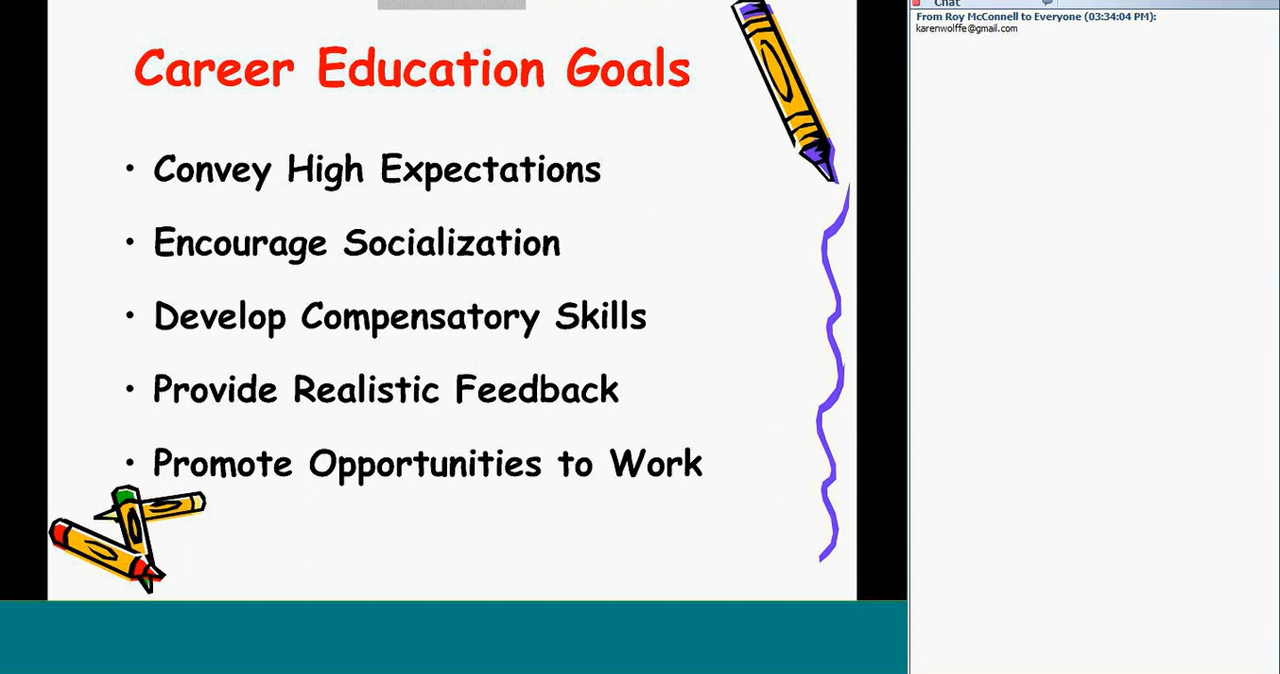 Career Education Goals
• Convey High Expectations
• Encourage Socialization
• Develop Compensatory Skills
• Provide Realistic Feedback
• Promote Opportunities to Work
Chat
From Roy McConnell to Everyone (03:34:04 PM):
karenwolffe@gmail.com